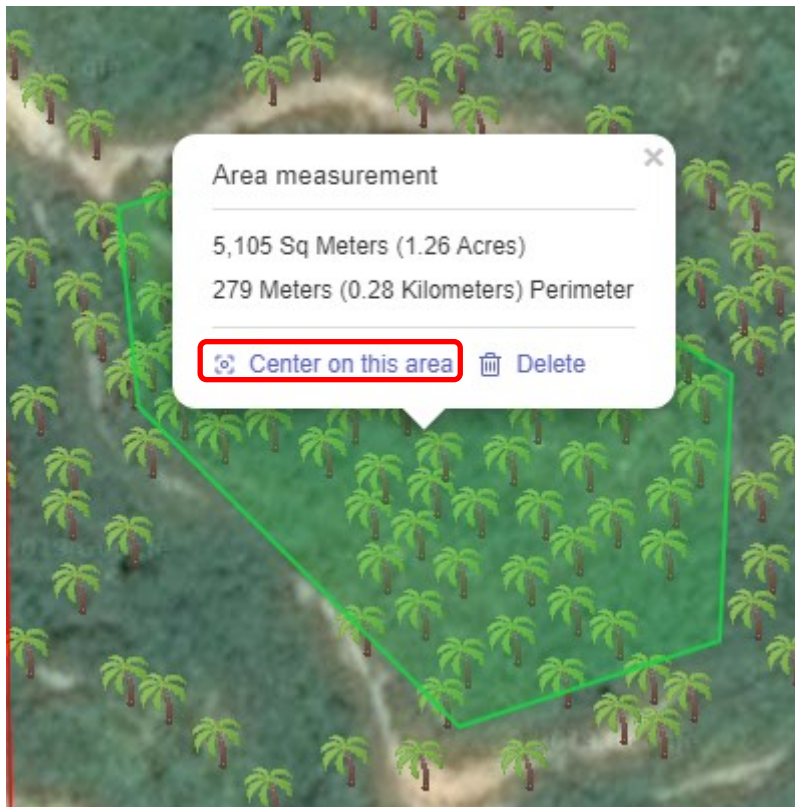 Area measurement
5,105 Sq Meters (1.26 Acres)
279 Meters (0.28 Kilometers) Perimeter
Center on this area Delete